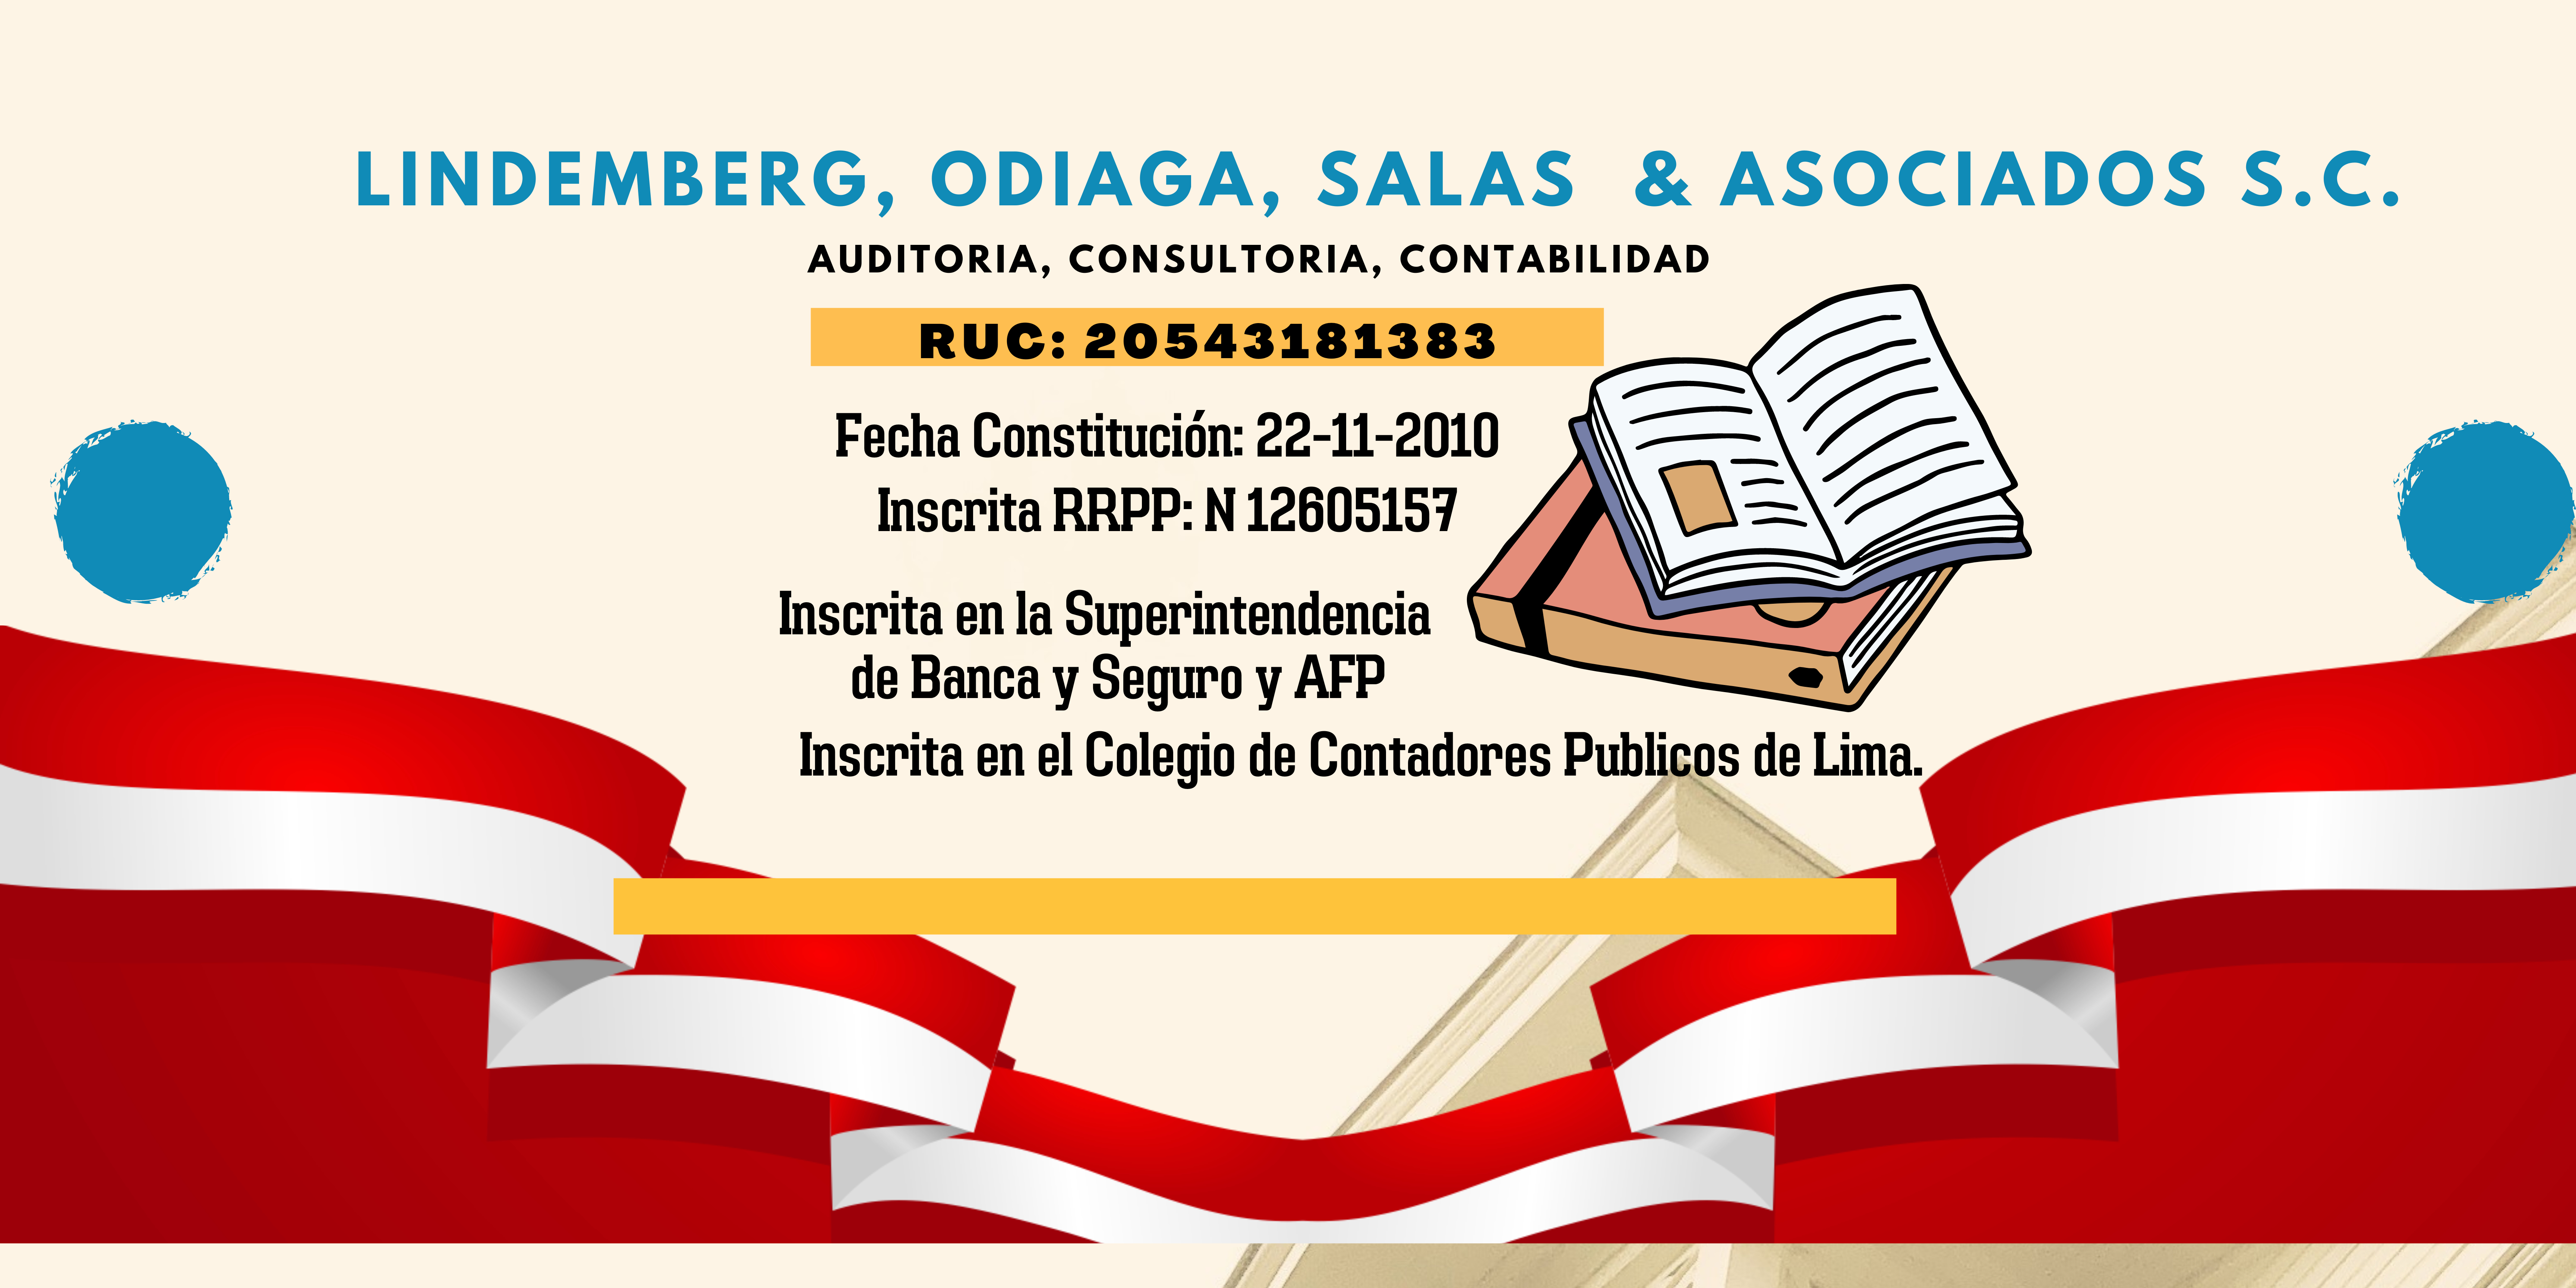 LINDEMBERG, ODIAGA, SALAS & ASOCIADOS S.C.
AUDITORIA, CONSULTORIA, CONTABILIDAD
RUC: 20543181383
Fecha Constitución: 22-11-2010
Inscrita RRPP: N 12605157
Inscrita en la Superintendencia
de Banca y Seguro y AFP
Inscrita en el Colegio de Contadores Publicos de Lima.